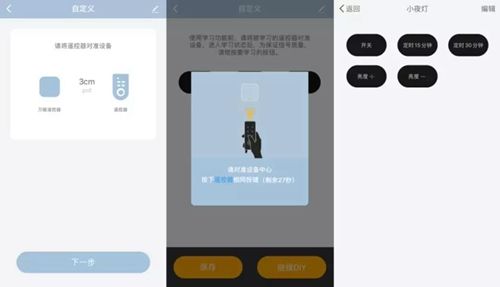 自定义
请将遥控器对准设备
3cm
万能遥控器
遥控器
下一步
自定义
使用学习功能前，请将被学习的遥控器对准
设备，进入学习状态后，为保证信号质量，
请短按要学习的按钮。
请对准设备中心
按下遥控器相同按键（剩余27秒）
保存
继续DIY
返回
小夜灯
编辑
开关
定时15分钟
定时30分钟
亮度＋
亮度－